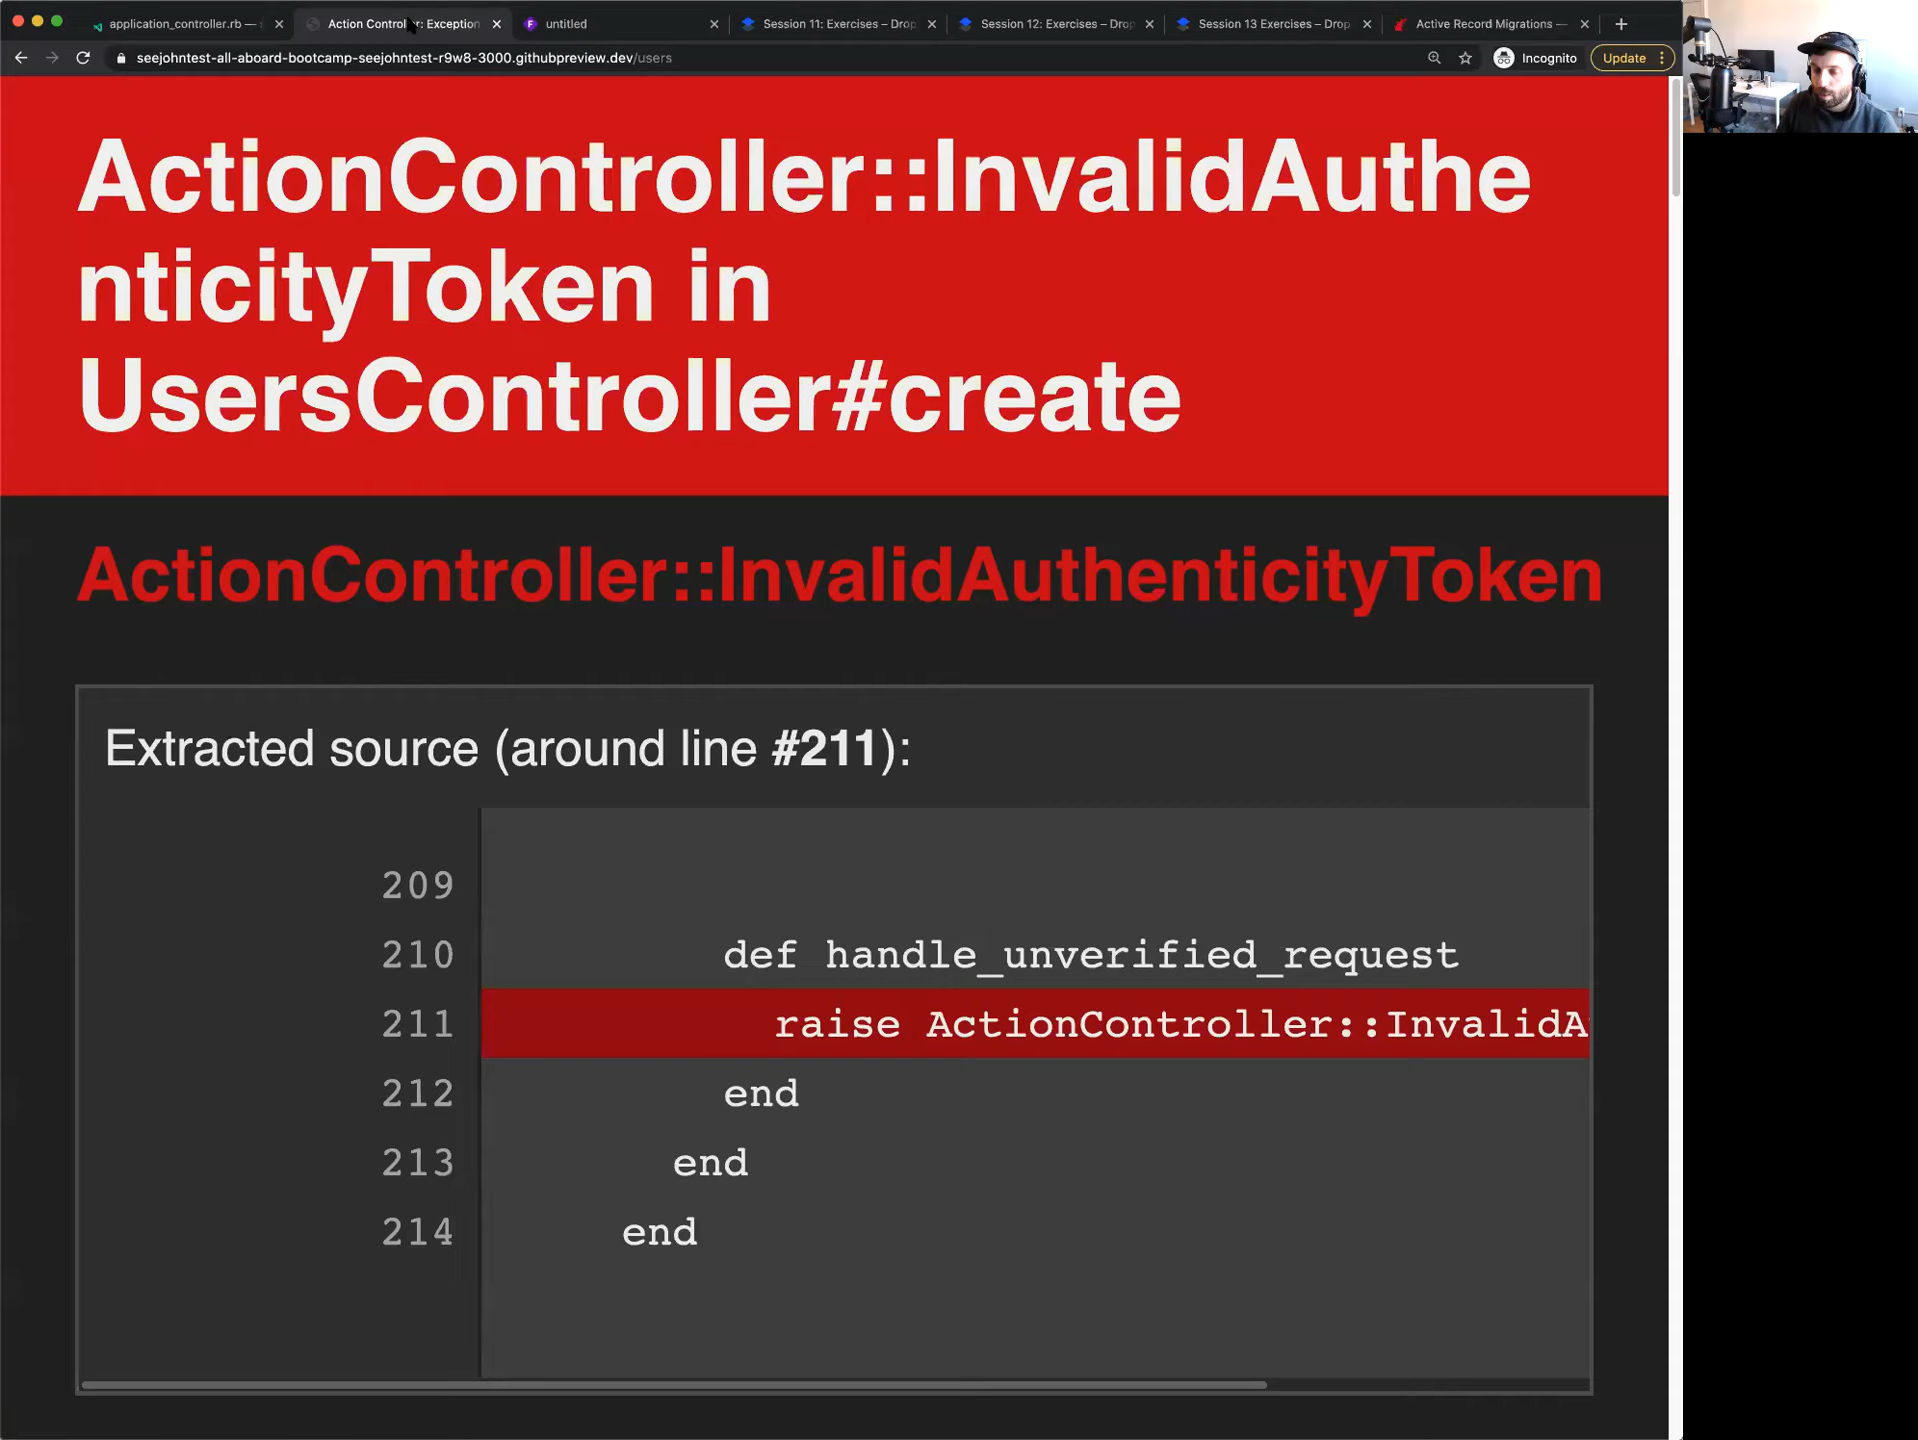 application_controller.rb —
Action Controller: Exception
untitled
Session 11: Exercises – Drop
Session 12: Exercises – Drop
Session 13 Exercises – Drop
Active Record Migrations —
seejohntest-all-aboard-bootcamp-seejohntest-r9w8-3000.githubpreview.dev/users
Incognito
Update
ActionController::InvalidAuthe
nticityToken in
UsersController#create
ActionController::InvalidAuthenticityToken
Extracted source (around line #211):
209
210 def handle_unverified_request
211 raise ActionController::InvalidA
212 end
213 end
214 end